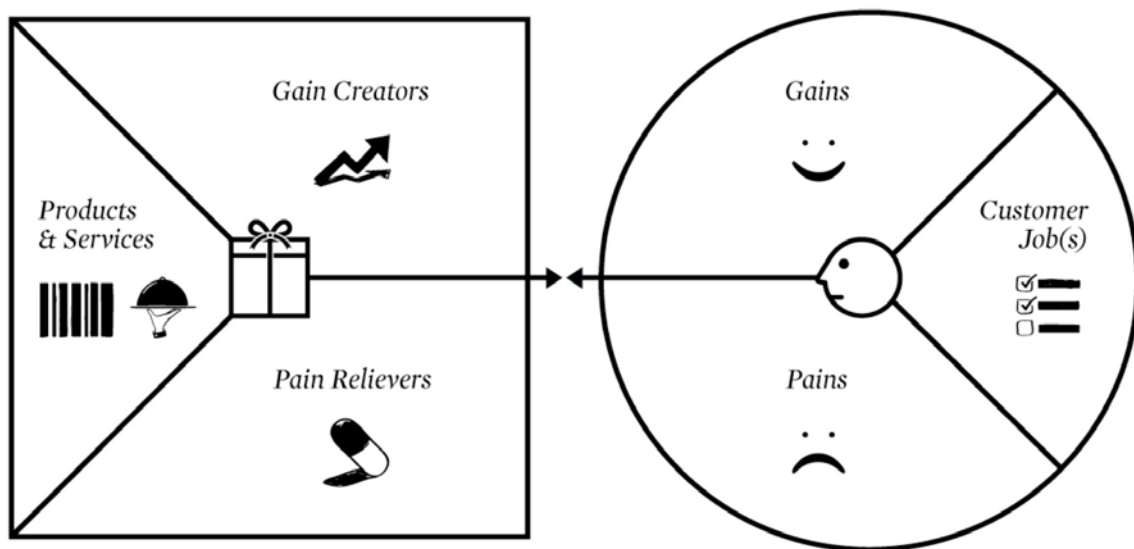 Gain Creators
Products
& Services
Pain Relievers
Gains
Customer
Job(s)
Pains